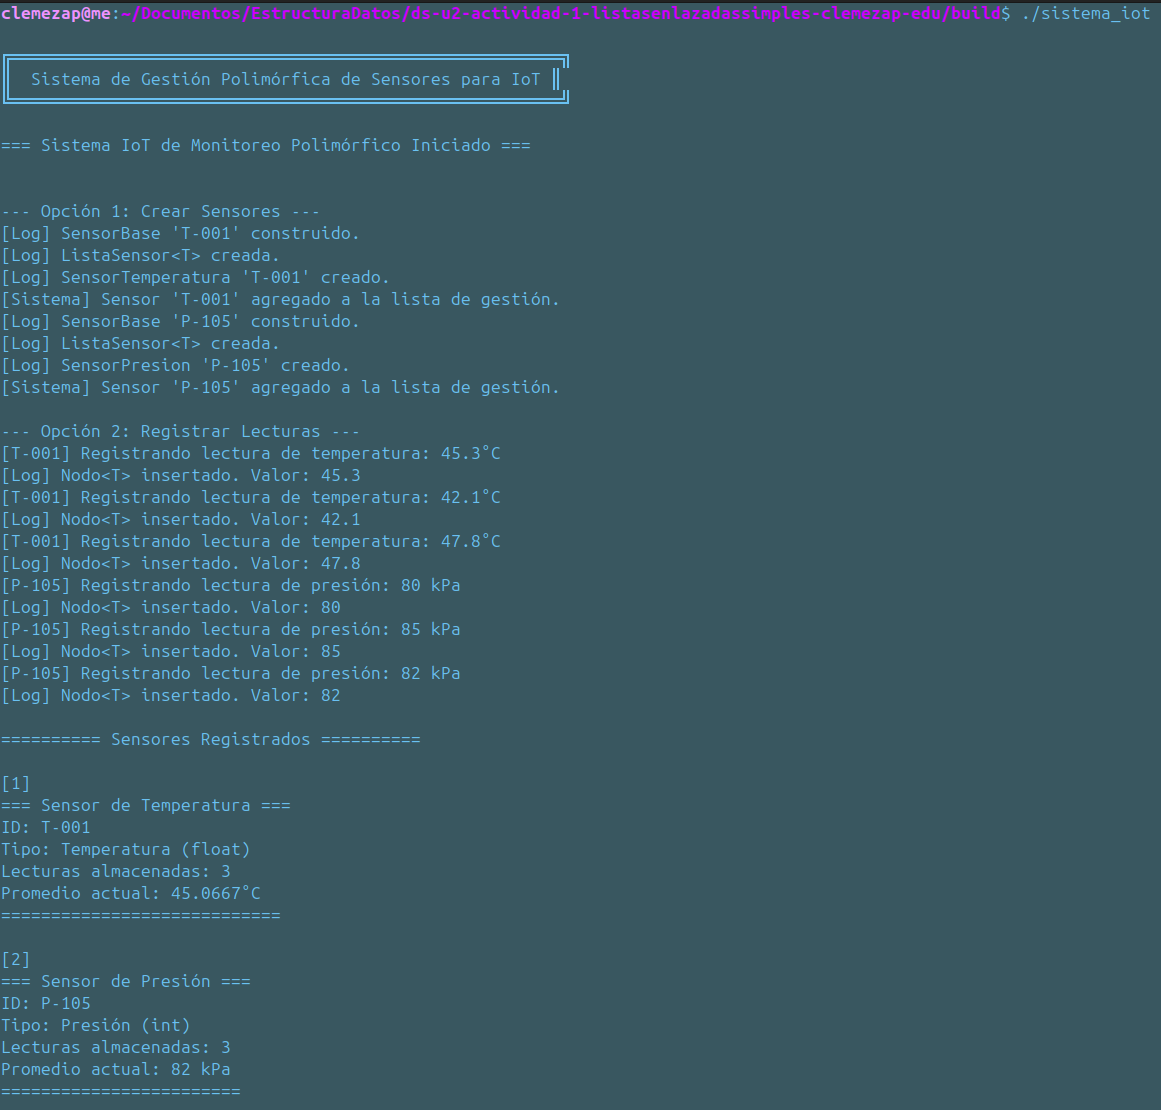 clemezap@me:~/Documentos/EstructuraDatos/ds-u2-actividad-1-listasenlazadassimples-clemezap-edu/build$ ./sistema_iot
Sistema de Gestión Polimórfica de Sensores para IoT
=== Sistema IoT de Monitoreo Polimórfico Iniciado ===
--- Opción 1: Crear Sensores ---
[Log] SensorBase 'T-001' construido.
[Log] ListaSensor<T> creada.
[Log] SensorTemperatura 'T-001' creado.
[Sistema] Sensor 'T-001' agregado a la lista de gestión.
[Log] SensorBase 'P-105' construido.
[Log] ListaSensor<T> creada.
[Log] SensorPresion 'P-105' creado.
[Sistema] Sensor 'P-105' agregado a la lista de gestión.
--- Opción 2: Registrar Lecturas ---
[T-001] Registrando lectura de temperatura: 45.3°C
[Log] Nodo<T> insertado. Valor: 45.3
[T-001] Registrando lectura de temperatura: 42.1°C
[Log] Nodo<T> insertado. Valor: 42.1
[T-001] Registrando lectura de temperatura: 47.8°C
[Log] Nodo<T> insertado. Valor: 47.8
[P-105] Registrando lectura de presión: 80 kPa
[Log] Nodo<T> insertado. Valor: 80
[P-105] Registrando lectura de presión: 85 kPa
[Log] Nodo<T> insertado. Valor: 85
[P-105] Registrando lectura de presión: 82 kPa
[Log] Nodo<T> insertado. Valor: 82
========== Sensores Registrados ==========
[1]
=== Sensor de Temperatura ===
ID: T-001
Tipo: Temperatura (float)
Lecturas almacenadas: 3
Promedio actual: 45.0667°C
============================
[2]
=== Sensor de Presión ===
ID: P-105
Tipo: Presión (int)
Lecturas almacenadas: 3
Promedio actual: 82 kPa
========================